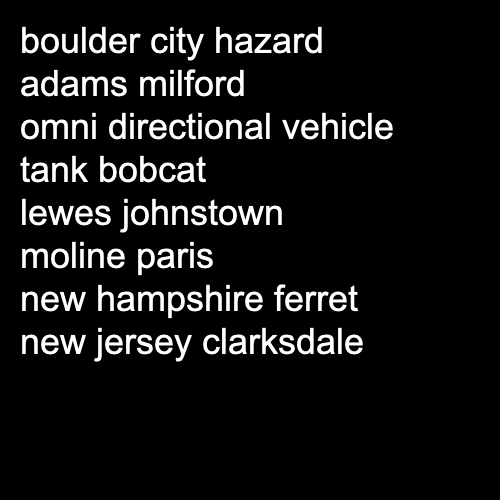 boulder city hazard
adams milford
omni directional vehicle
tank bobcat
lewes johnstown
moline paris
new hampshire ferret
new jersey clarksdale